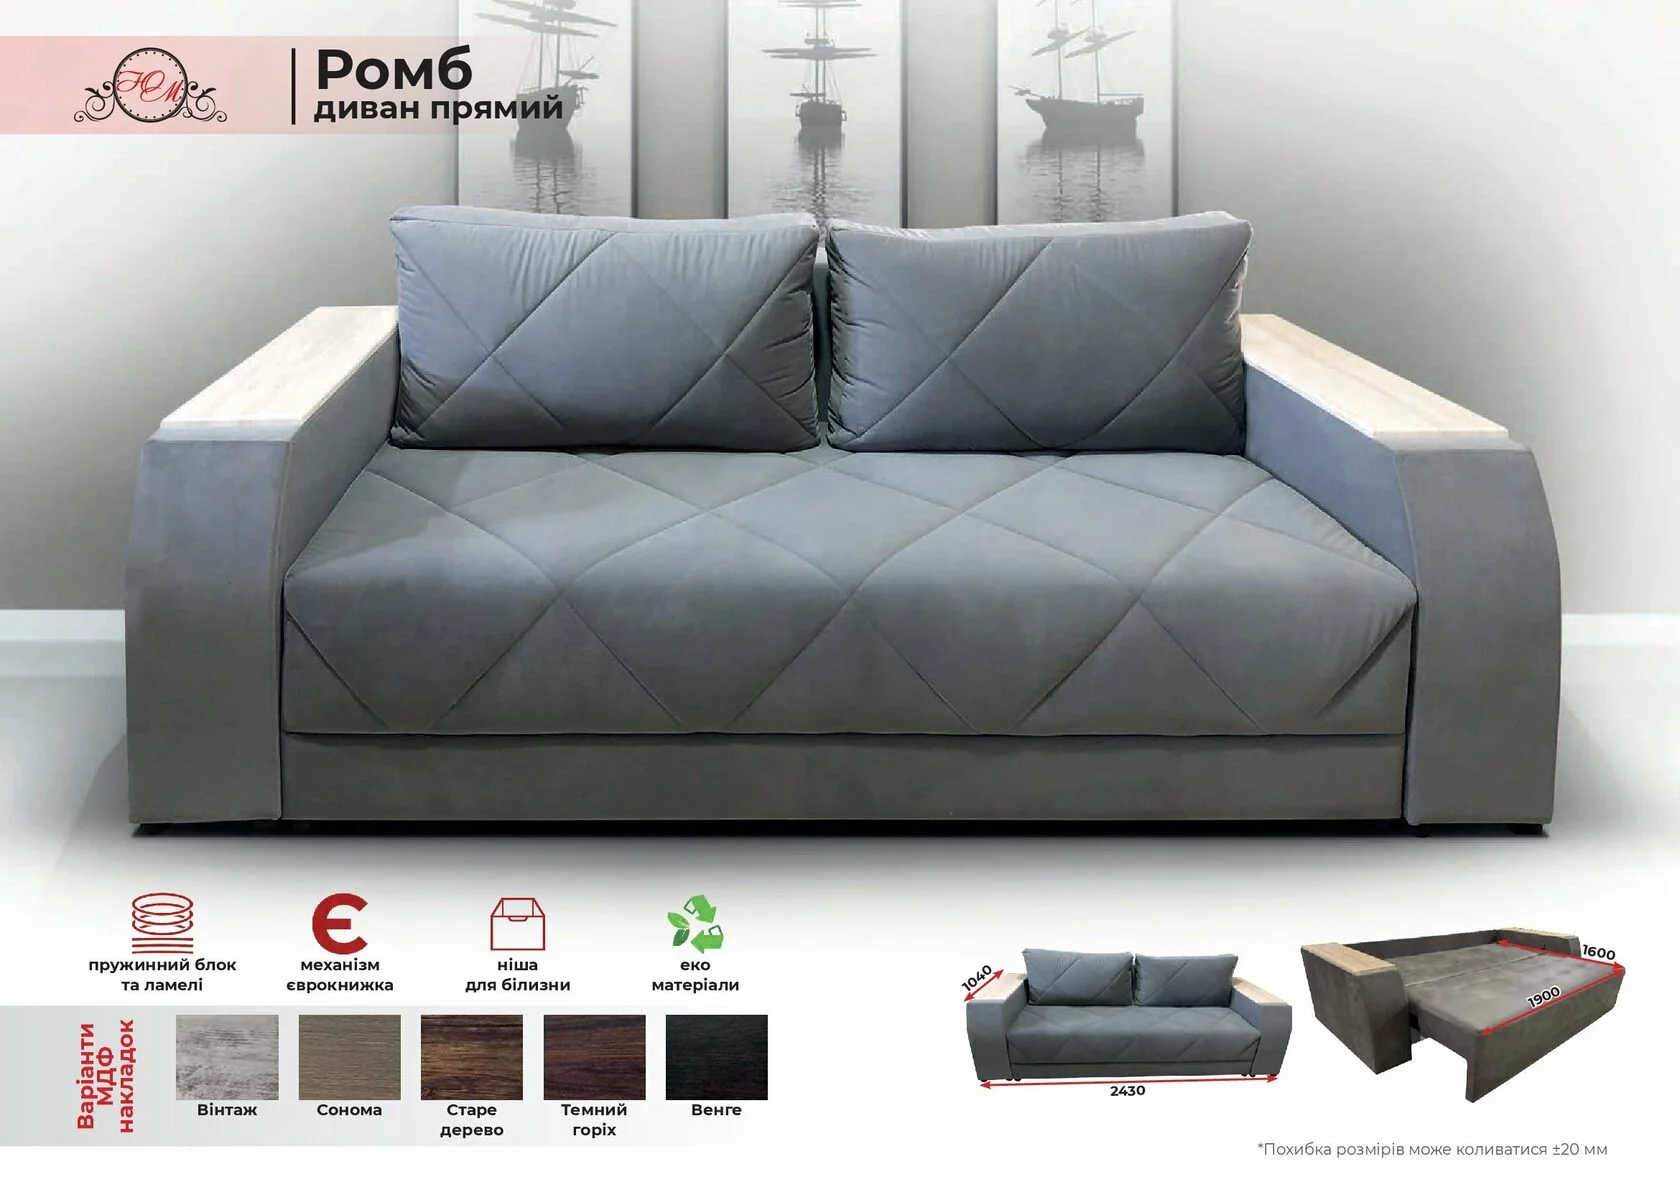 ЮМ
Ромб
диван прямий
пружинний блок
та ламелі
Є
механізм
єврокнижка
ніша
для білизни
еко
матеріали
Варіанти
МДФ
накладок
Вінтаж
Сонома
Старе
дерево
Темний
горіх
Венге
1040
2430
1600
1900
*Похибка розмірів може коливатися ±20 мм